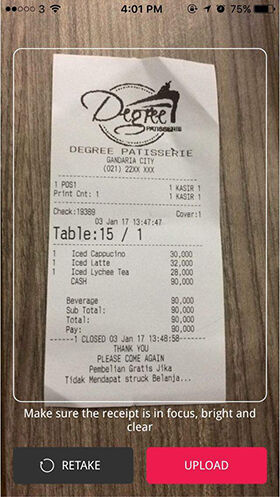 3 4:01 PM 75%
Degree
PATISSERIE
DEGREE PATISSERIE
GANDARIA CITY
(021) 22XX XXX
1 POS1 1 KASIR 1
Print Cnt: 1 1 KASIR 1
Check:19389 Cover:1
03 Jan 17 13:47:47
Table:15 / 1
1 Iced Cappucino 30,000
1 Iced Latte 32,000
1 Iced Lychee Tea 28,000
CASH 90,000
Beverage 90,000
Sub Total: 90,000
Total: 90,000
Pay: 90,000
------1 CLOSED 03 Jan 17 13:48:58------
THANK YOU
PLEASE COME AGAIN
Pembelian Gratis Jika
Tidak Mendapat struck Belanja...
Make sure the receipt is in focus, bright and
clear
RETAKE UPLOAD